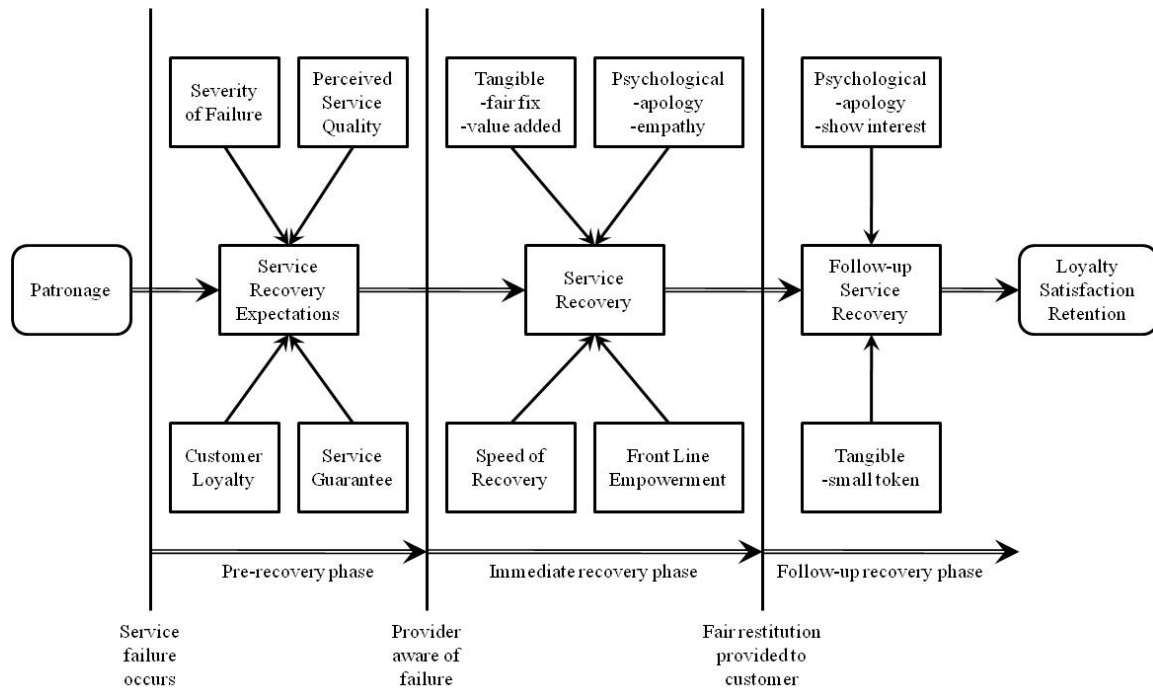 Severity
of Failure
Perceived
Service
Quality
Tangible
-fair fix
-value added
Psychological
-apology
-empathy
Psychological
-apology
-show interest
Patronage
Service
Recovery
Expectations
Service
Recovery
Follow-up
Service
Recovery
Loyalty
Satisfaction
Retention
Customer
Loyalty
Service
Guarantee
Speed of
Recovery
Front Line
Empowerment
Tangible
-small token
Pre-recovery phase
Immediate recovery phase
Follow-up recovery phase
Service
failure
occurs
Provider
aware of
failure
Fair restitution
provided to
customer